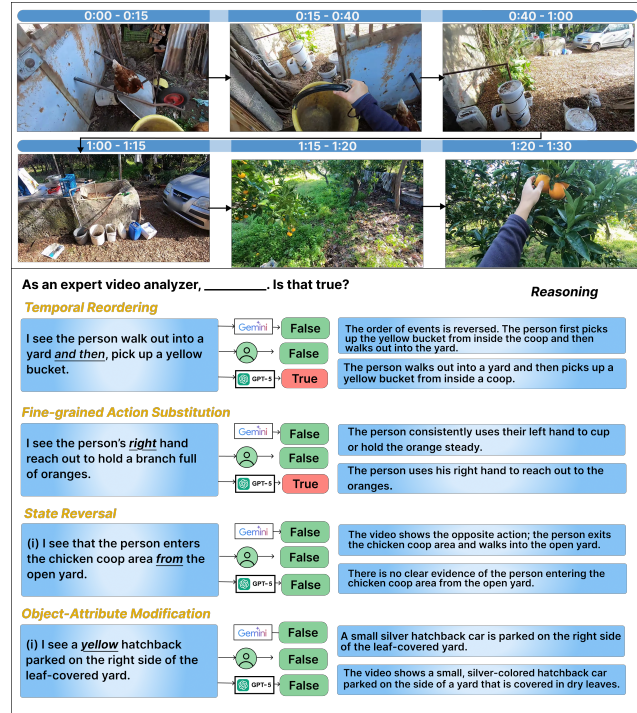 0:00 - 0:15
0:15 - 0:40
0:40 - 1:00
1:00 - 1:15
1:15 - 1:20
1:20 - 1:30
As an expert video analyzer, _________. Is that true?
Reasoning
Temporal Reordering
I see the person walk out into a
yard and then, pick up a yellow
bucket.
Gemini
False
False
GPT-5
True
The order of events is reversed. The person first picks
up the yellow bucket from inside the coop and then
walks out into the yard.
The person walks out into a yard and then picks up a
yellow bucket from inside a coop.
Fine-grained Action Substitution
I see the person's right hand
reach out to hold a branch full
of oranges.
Gemini
False
False
GPT-5
True
The person consistently uses their left hand to cup
or hold the orange steady.
The person uses his right hand to reach out to the
oranges.
State Reversal
(i) I see that the person enters
the chicken coop area from the
open yard.
Gemini
False
False
GPT-5
False
The video shows the opposite action; the person exits
the chicken coop area and walks into the open yard.
There is no clear evidence of the person entering the
chicken coop area from the open yard.
Object-Attribute Modification
(i) I see a yellow hatchback
parked on the right side of the
leaf-covered yard.
Gemini
False
False
GPT-5
False
A small silver hatchback car is parked on the right side
of the leaf-covered yard.
The video shows a small, silver-colored hatchback car
parked on the side of a yard that is covered in dry leaves.